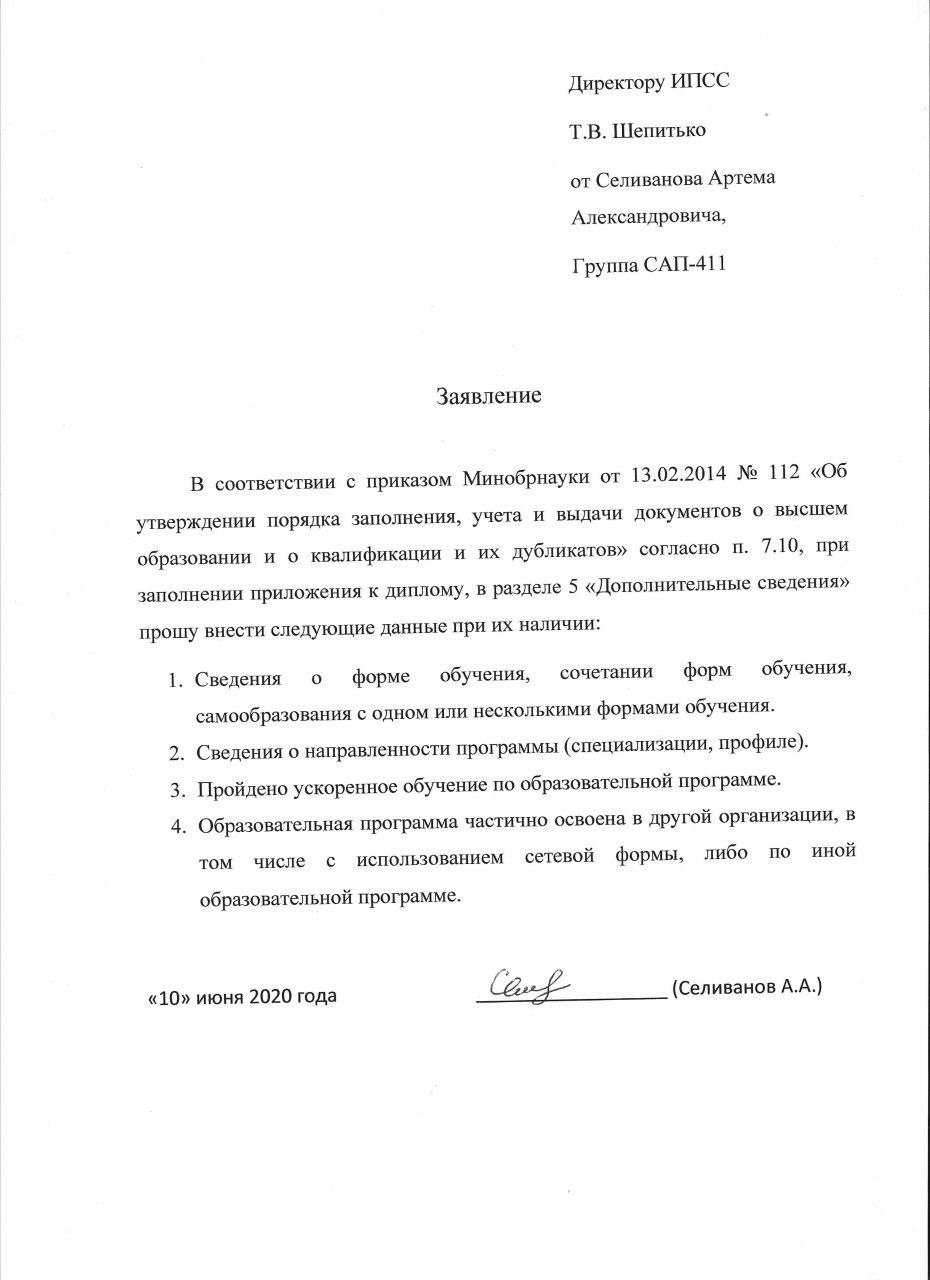 Директору ИПСС
Т.В. Шепитько
от Селиванова Артема
Александровича,
Группа САП-411
Заявление
В соответствии с приказом Минобрнауки от 13.02.2014 № 112 «Об
утверждении порядка заполнения, учета и выдачи документов о высшем
образовании и о квалификации и их дубликатов» согласно п. 7.10, при
заполнении приложения к диплому, в разделе 5 «Дополнительные сведения»
прошу внести следующие данные при их наличии:
1. Сведения о форме обучения, сочетании форм обучения,
самообразования с одном или несколькими формами обучения.
2. Сведения о направленности программы (специализации, профиле).
3. Пройдено ускоренное обучение по образовательной программе.
4. Образовательная программа частично освоена в другой организации, в
том числе с использованием сетевой формы, либо по иной
образовательной программе.
«10» июня 2020 года (Селиванов А.А.)